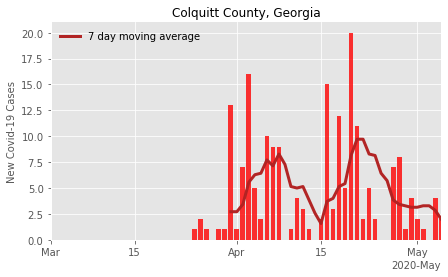 Colquitt County, Georgia
7 day moving average
New Covid-19 Cases
20.0
17.5
15.0
12.5
10.0
7.5
5.0
2.5
0.0
Mar
15
Apr
15
May
2020-May